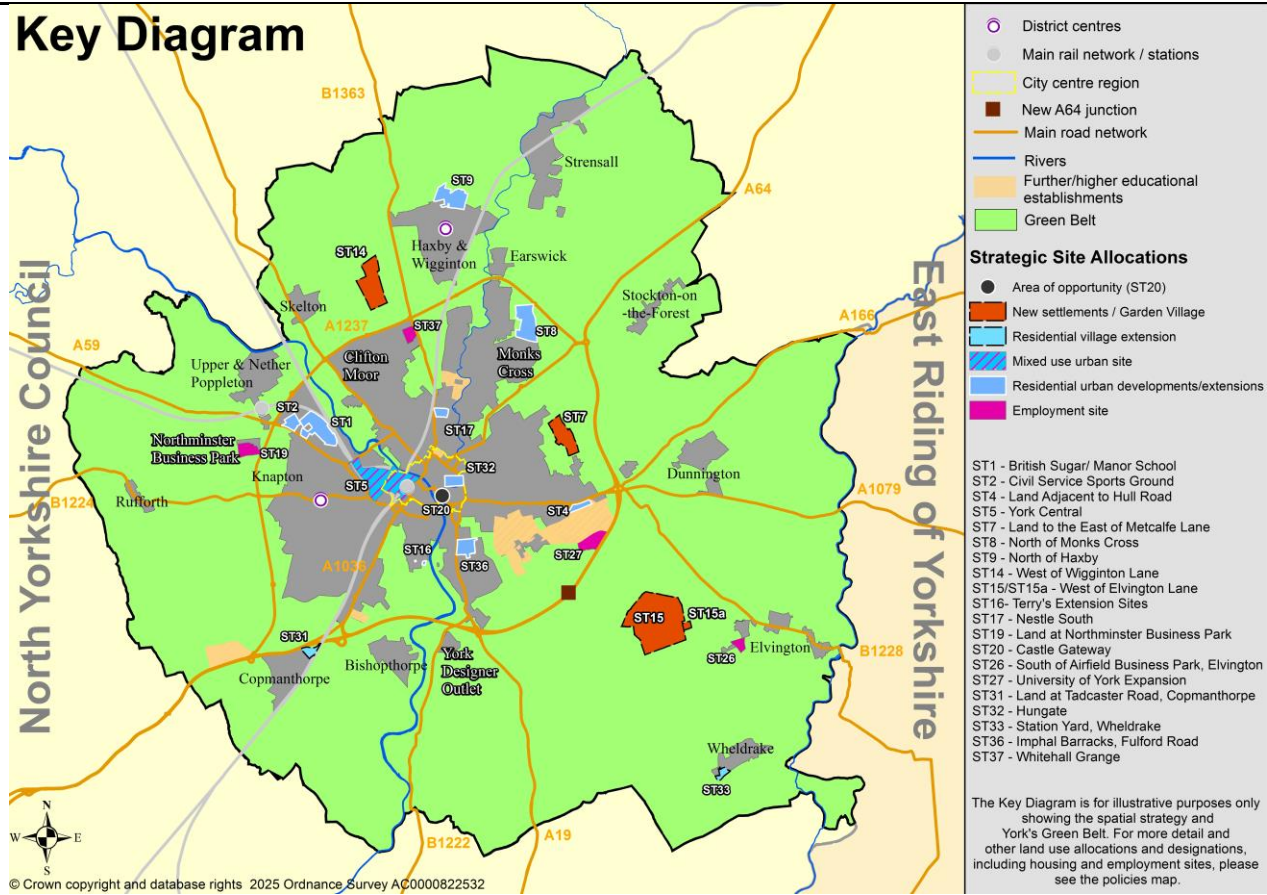 Key Diagram
B1363
Strensall
A64
ST9
Haxby &
Wigginton
ST14
Earswick
Skelton
Stockton-on
-the-Forest
A1237
ST37
ST8
A166
A59
Clifton
Moor
Monks
Cross
Upper & Nether
Poppleton
ST2
ST1
ST7
ST17
Northminster
Business Park
ST19
ST32
Knapton
ST5
Dunnington
Rufforth
B1224
ST20
ST4
A1079
ST16
ST27
ST36
A1036
ST15
ST15a
ST31
Elvington
ST26
B1228
Copmanthorpe
Bishopthorpe
York
Designer
Outlet
Wheldrake
ST33
B1222
A19
North Yorkshire Council
East Riding of Yorkshire
N
W
E
S
© Crown copyright and database rights 2025 Ordnance Survey AC0000822532
District centres
Main rail network / stations
City centre region
New A64 junction
Main road network
Rivers
Further/higher educational
establishments
Green Belt
Strategic Site Allocations
Area of opportunity (ST20)
New settlements / Garden Village
Residential village extension
Mixed use urban site
Residential urban developments/extensions
Employment site
ST1 - British Sugar/ Manor School
ST2 - Civil Service Sports Ground
ST4 - Land Adjacent to Hull Road
ST5 - York Central
ST7 - Land to the East of Metcalfe Lane
ST8 - North of Monks Cross
ST9 - North of Haxby
ST14 - West of Wigginton Lane
ST15/ST15a - West of Elvington Lane
ST16- Terry's Extension Sites
ST17 - Nestle South
ST19 - Land at Northminster Business Park
ST20 - Castle Gateway
ST26 - South of Airfield Business Park, Elvington
ST27 - University of York Expansion
ST31 - Land at Tadcaster Road, Copmanthorpe
ST32 - Hungate
ST33 - Station Yard, Wheldrake
ST36 - Imphal Barracks, Fulford Road
ST37 - Whitehall Grange
The Key Diagram is for illustrative purposes only
showing the spatial strategy and
York's Green Belt. For more detail and
other land use allocations and designations,
including housing and employment sites, please
see the policies map.